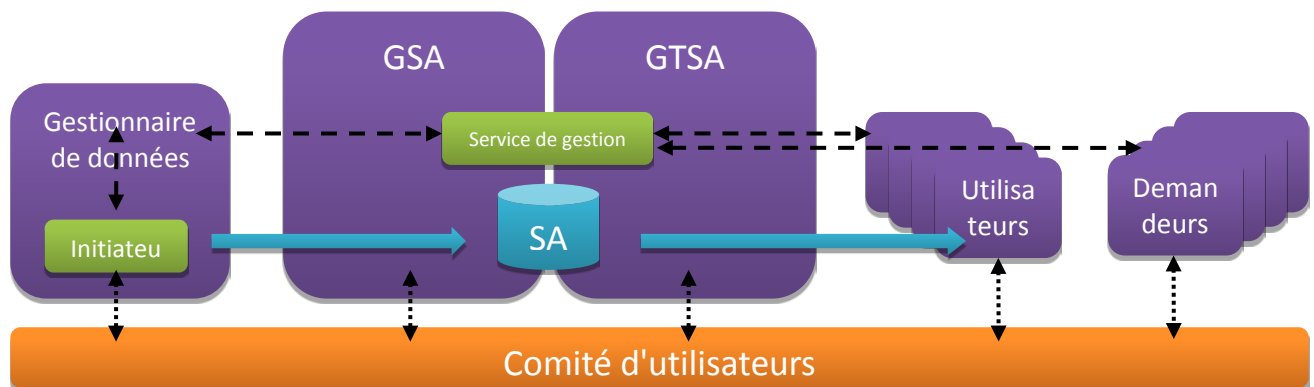 GSA
GTSA
Gestionnaire
de données
Service de gestion
Initiateu
SA
Utilisa
teurs
Deman
deurs
Comité d'utilisateurs